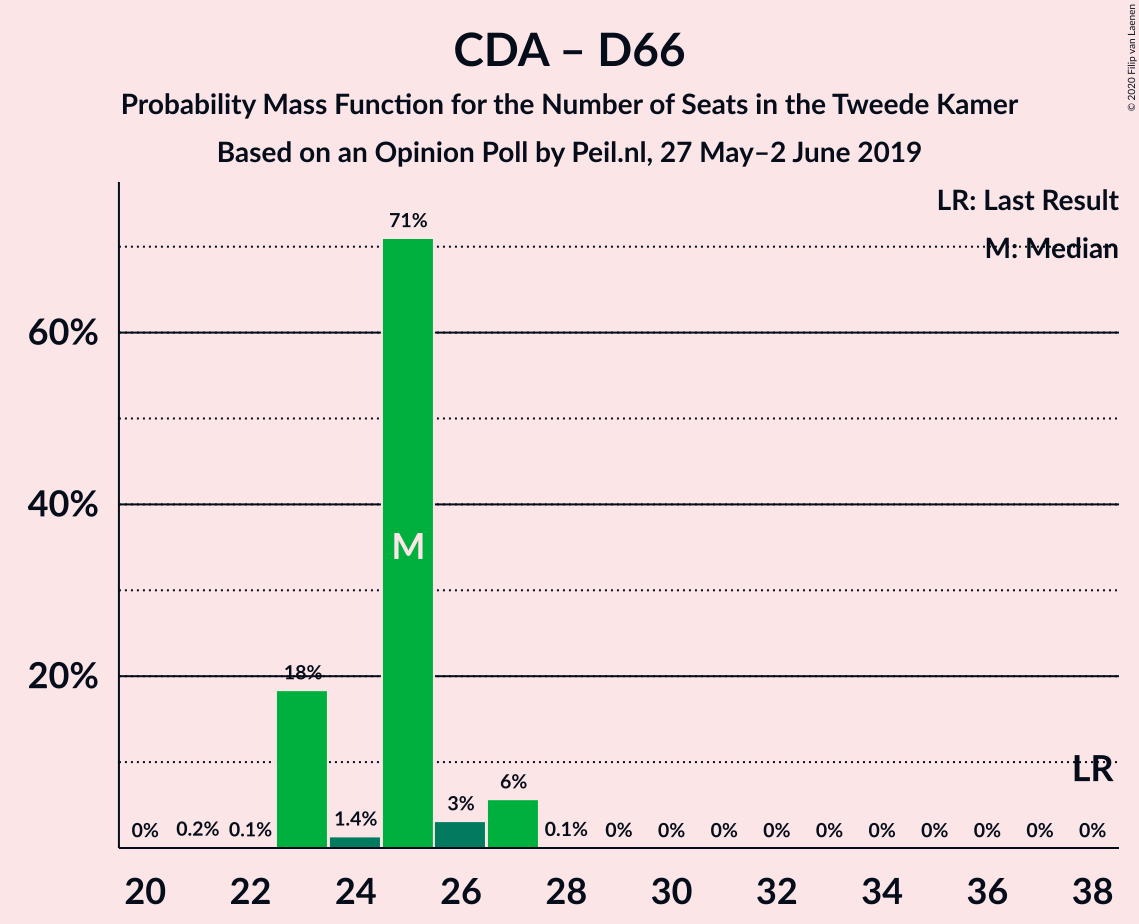 CDA – D66
Probability Mass Function for the Number of Seats in the Tweede Kamer
Based on an Opinion Poll by Peil.nl, 27 May–2 June 2019
© 2020 Filip van Laenen
LR: Last Result
M: Median
71%
60%
40%
M
20%
18%
LR
0% 0.2% 0.1% 1.4% 3% 6% 0.1% 0% 0% 0% 0% 0% 0% 0% 0% 0% 0%
20 22 24 26 28 30 32 34 36 38